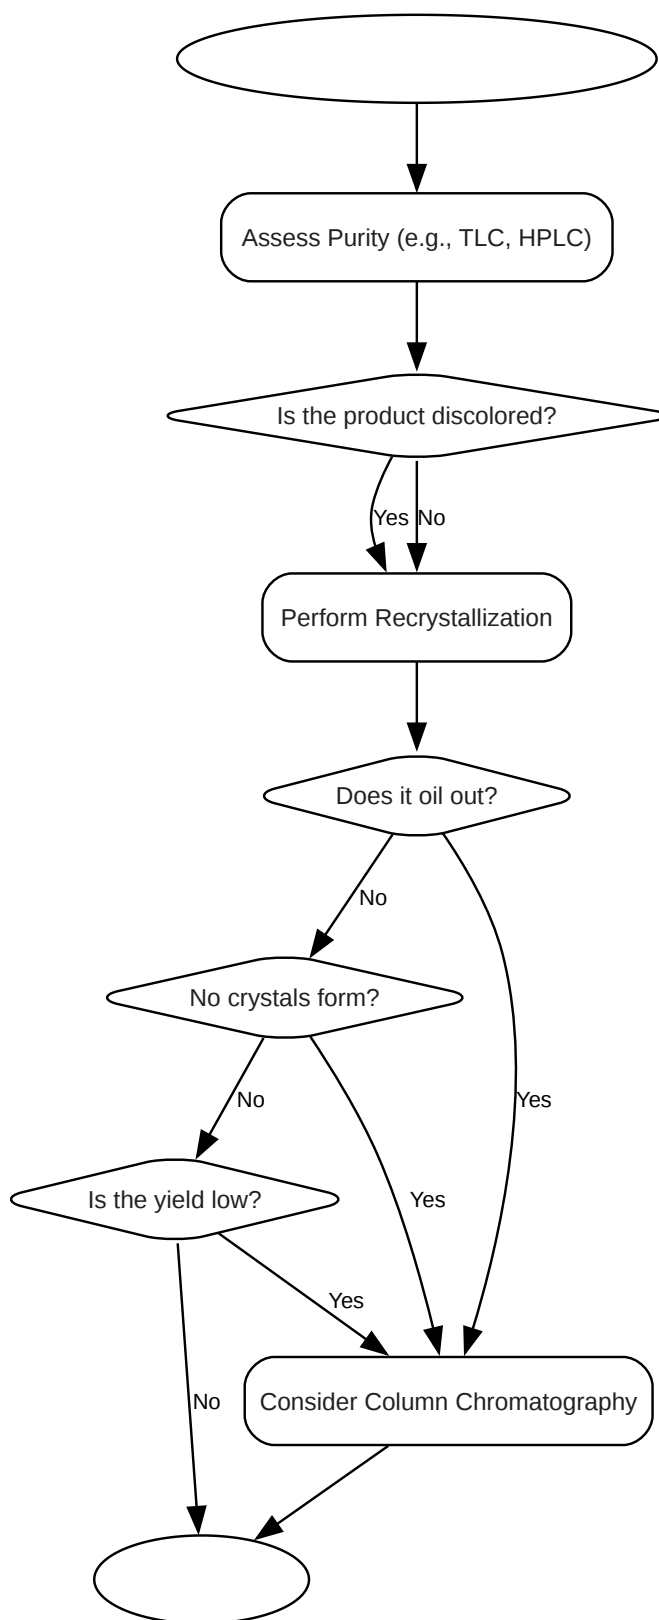 Assess Purity (e.g., TLC, HPLC)
Is the product discolored?
Yes
No
Perform Recrystallization
Does it oil out?
No
No crystals form?
No
Yes
Is the yield low?
Yes
Yes
No
Consider Column Chromatography